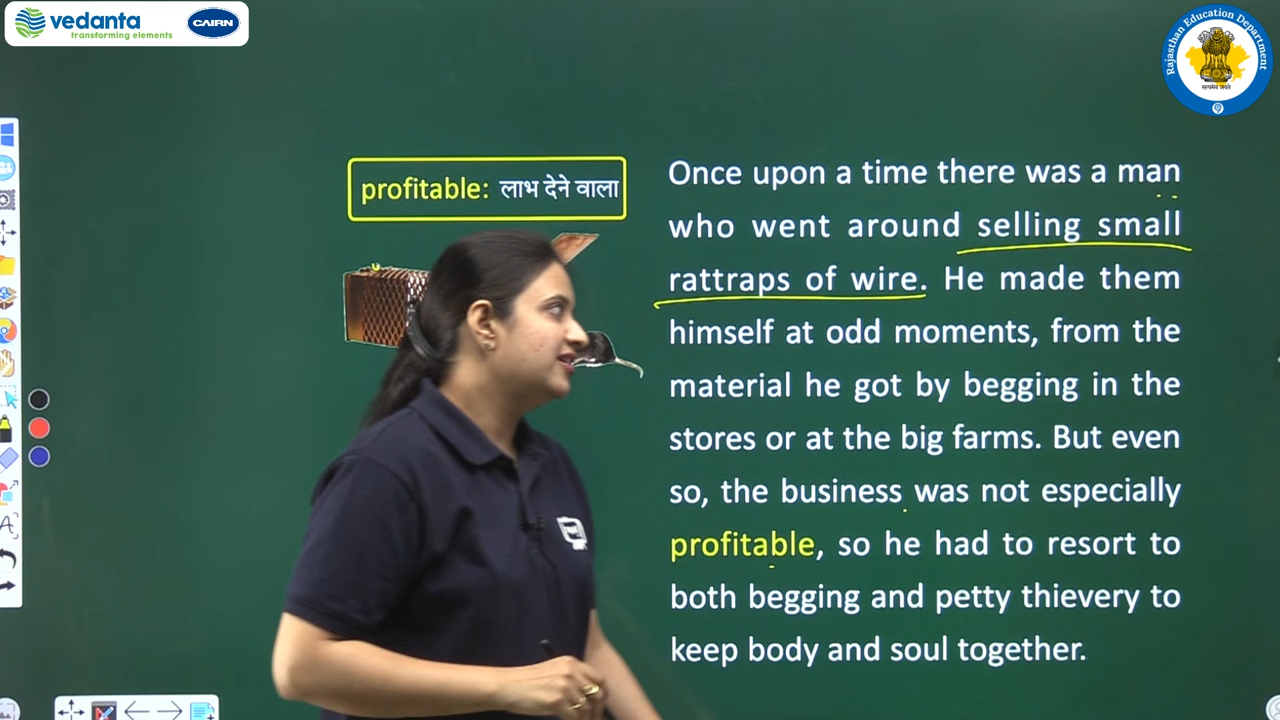 vedanta
transforming elements
CAIRN
Rajasthan Education Department
सत्यमेव जयते
profitable: लाभ देने वाला
Once upon a time there was a man
who went around selling small
rattraps of wire. He made them
himself at odd moments, from the
material he got by begging in the
stores or at the big farms. But even
so, the business was not especially
profitable, so he had to resort to
both begging and petty thievery to
keep body and soul together.